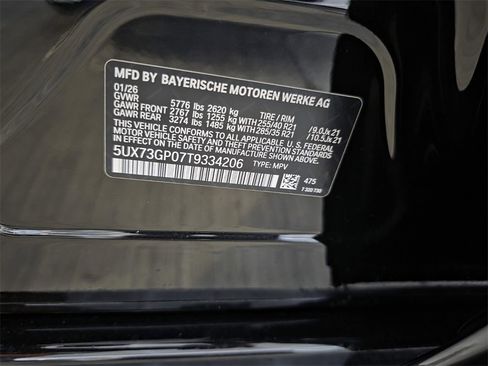 MFD BY BAYERISCHE MOTOREN WERKE AG
01/26
GVWR 5776 lbs 2620 kg TIRE / RIM
GAWR FRONT 2767 lbs 1255 kg 255/40 R21 /9.0Jx21
GAWR REAR 3274 lbs 1485 kg 285/35 R21 /10.5Jx21
THIS VEHICLE CONFORMS TO ALL APPLICABLE U.S. FEDERAL
MOTOR VEHICLE SAFETY AND THEFT PREVENTION STANDARDS
IN EFFECT ON THE DATE OF MANUFACTURE SHOWN ABOVE.
5UX73GP07T9334206
TYPE: MPV
475
7 320 730